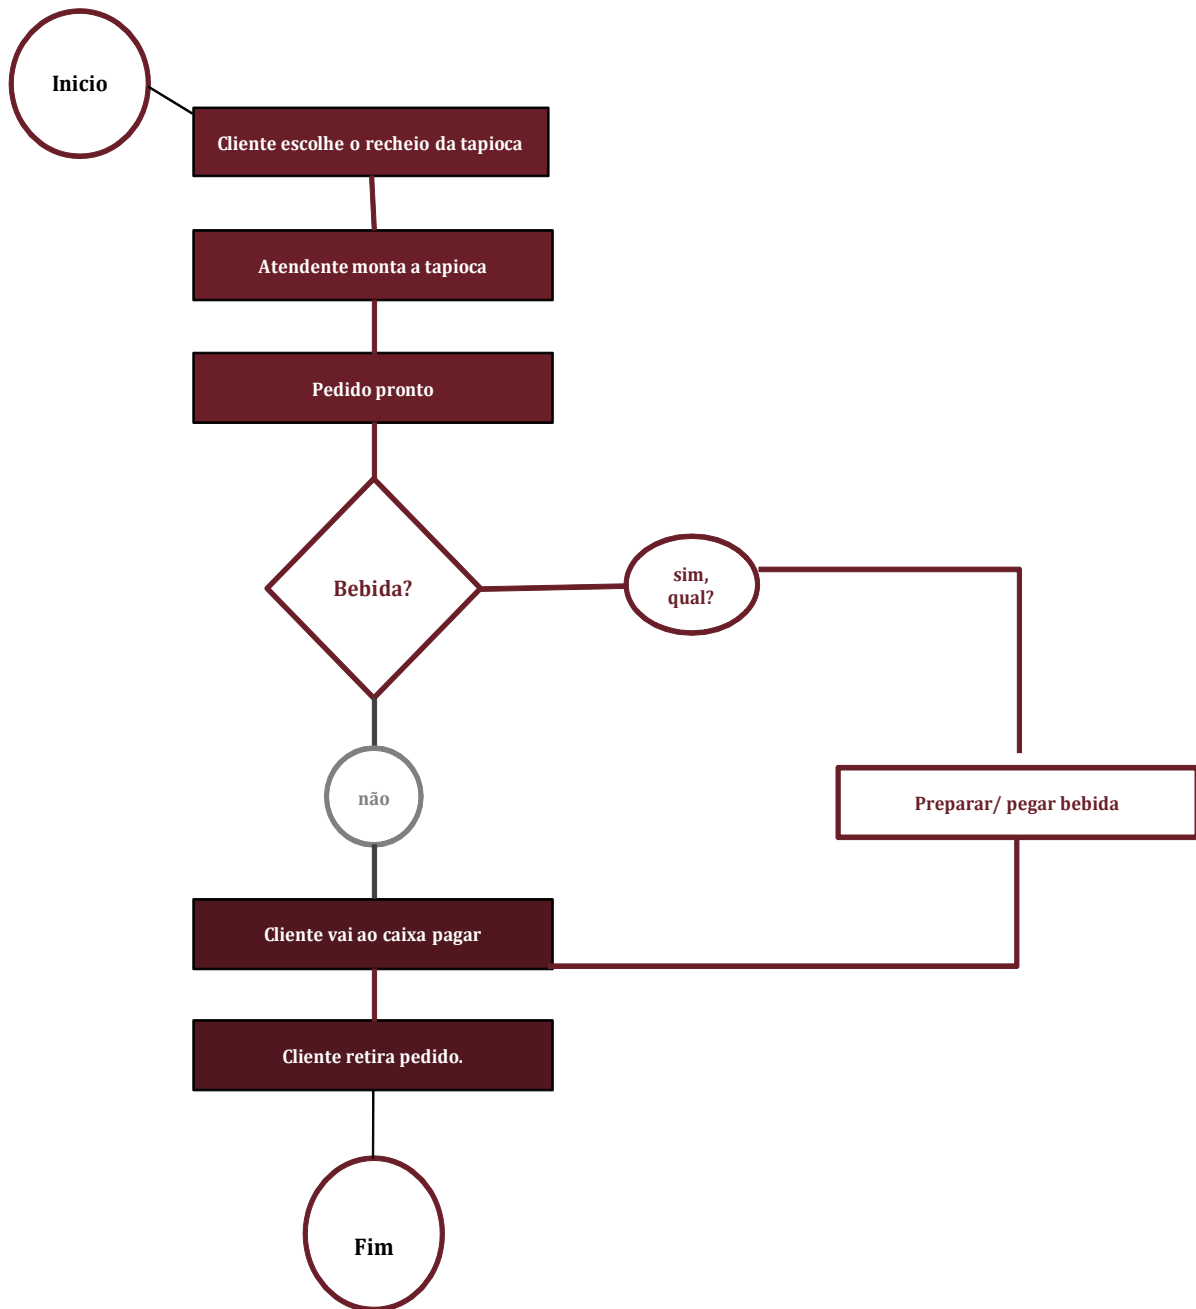 Inicio
Cliente escolhe o recheio da tapioca
Atendente monta a tapioca
Pedido pronto
Bebida?
sim,
qual?
não
Preparar/ pegar bebida
Cliente vai ao caixa pagar
Cliente retira pedido.
Fim